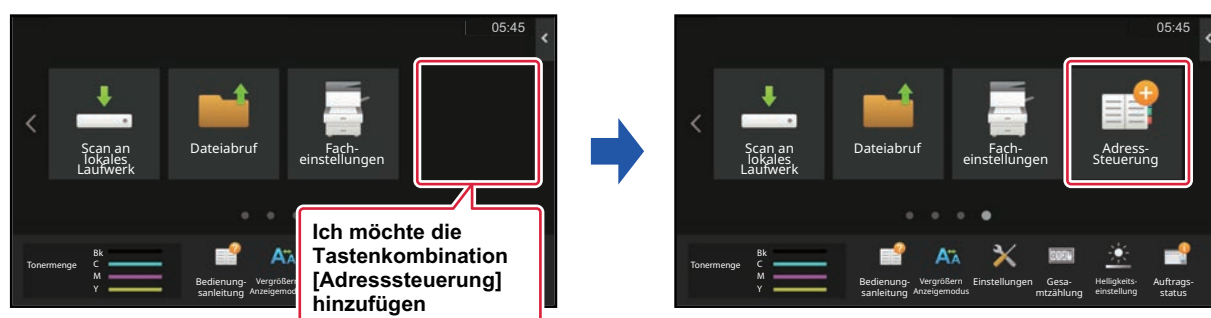 05:45
Scan an
lokales
Laufwerk
Dateiabruf
Fach-
einstellungen
Ich möchte die
Tastenkombination
[Adresssteuerung]
hinzufügen
Tonermenge
Bk
C
M
Y
Bedienung-
sanleitung
Vergrößern
Anzeigemodus
05:45
Scan an
lokales
Laufwerk
Dateiabruf
Fach-
einstellungen
Adress-
Steuerung
Tonermenge
Bk
C
M
Y
Bedienung-
sanleitung
Vergrößern
Anzeigemodus
Einstellungen
Gesa-
mtzählung
Helligkeits-
einstellung
Auftrags-
status